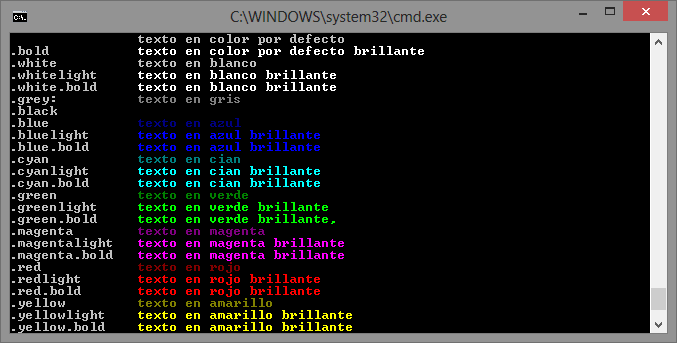 C:\WINDOWS\system32\cmd.exe
C:\.
texto en color por defecto
.bold texto en color por defecto brillante
.white texto en blanco
.whitelight texto en blanco brillante
.white.bold texto en blanco brillante
.grey: texto en gris
.black
.blue texto en azul
.bluelight texto en azul brillante
.blue.bold texto en azul brillante
.cyan texto en cian
.cyanlight texto en cian brillante
.cyan.bold texto en cian brillante
.green texto en verde
.greenlight texto en verde brillante
.green.bold texto en verde brillante.
.magenta texto en magenta
.magentalight texto en magenta brillante
.magenta.bold texto en magenta brillante
.red texto en rojo
.redlight texto en rojo brillante
.red.bold texto en rojo brillante
.yellow texto en amarillo
.yellowlight texto en amarillo brillante
.yellow.bold texto en amarillo brillante